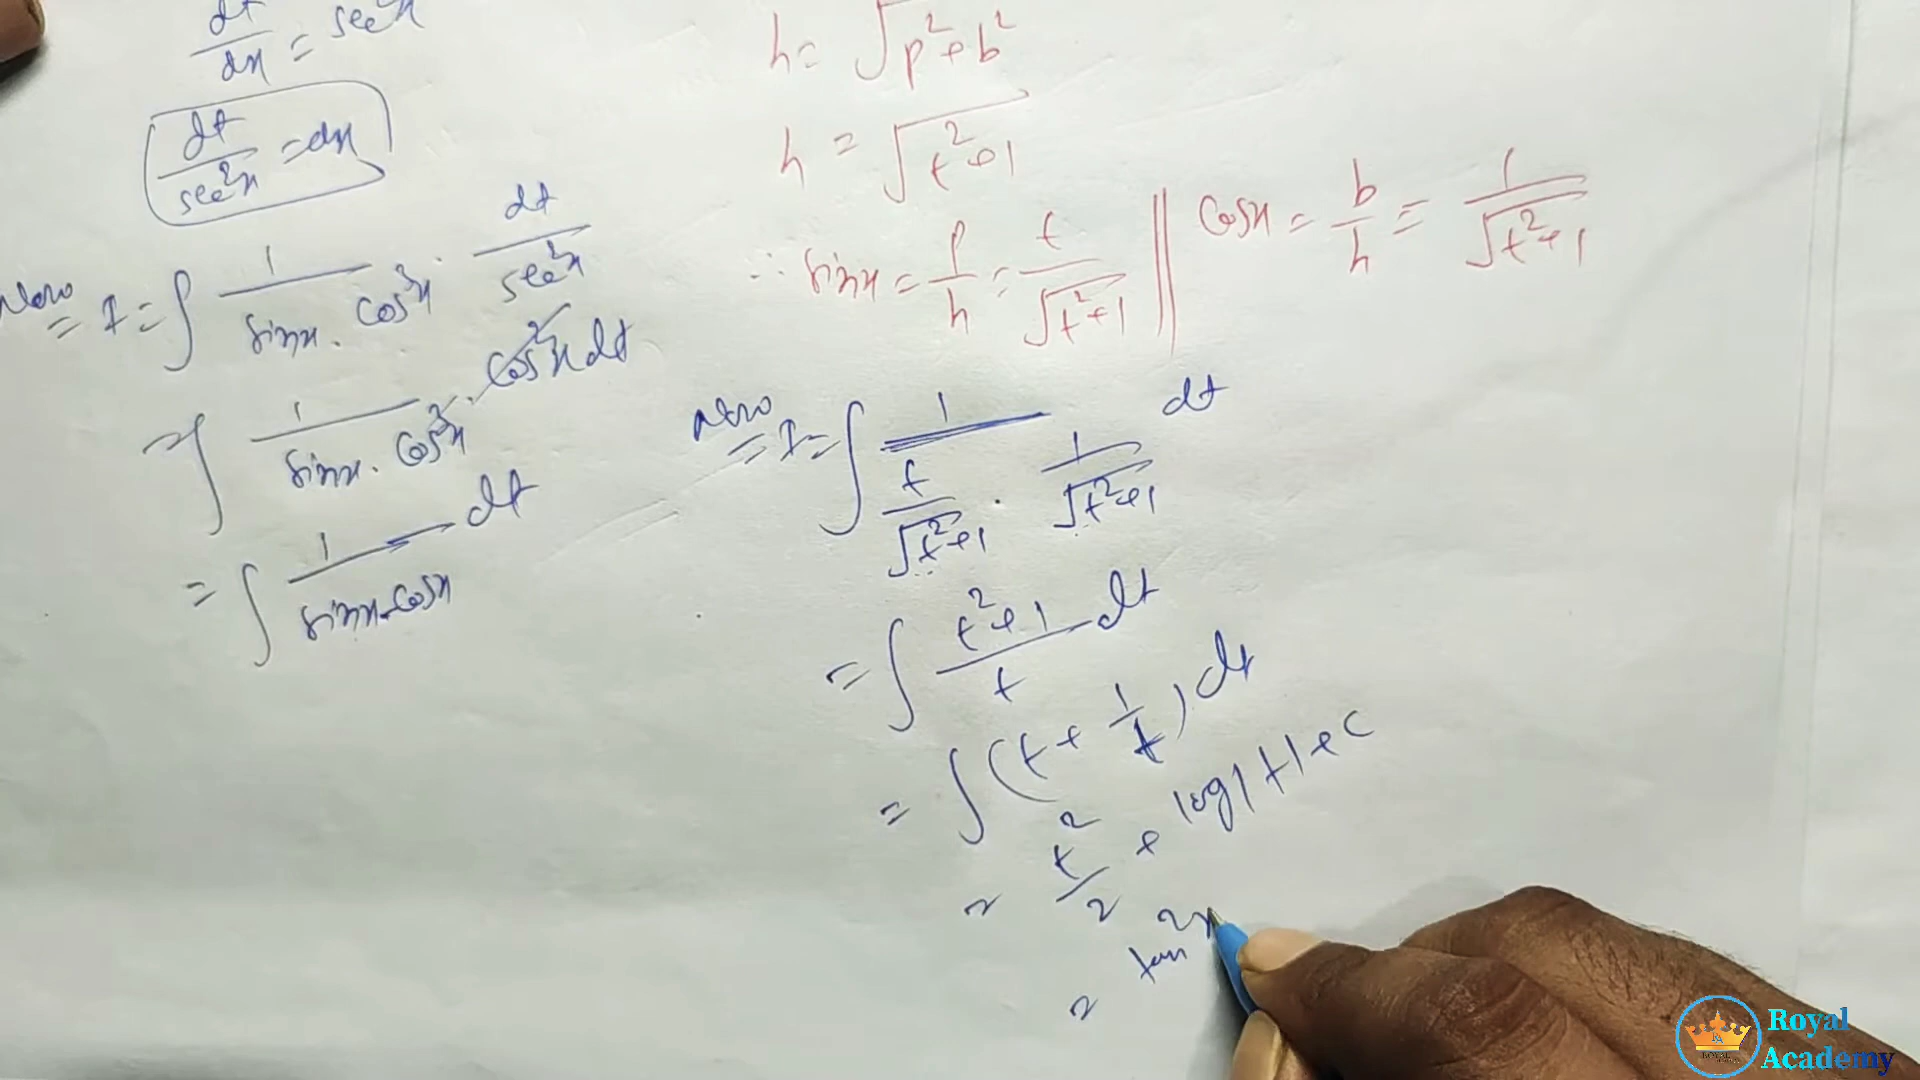 dt/dx = sec²x
dt/sec²x = dx
Now I = ∫ 1/(sinx . cos³x) . dt/sec²x
= ∫ 1/(sinx . cos³x) . cos²x dt
= ∫ 1/(sinx . cosx) dt
h = √(p²+b²)
h = √(t²+1)
∴ sinx = p/h = t/√(t²+1) || cosx = b/h = 1/√(t²+1)
Now I = ∫ 1/(t/√(t²+1) . 1/√(t²+1)) dt
= ∫ (t²+1)/t dt
= ∫ (t + 1/t) dt
= t²/2 + log|t| + c
= tan²x
Royal
Academy